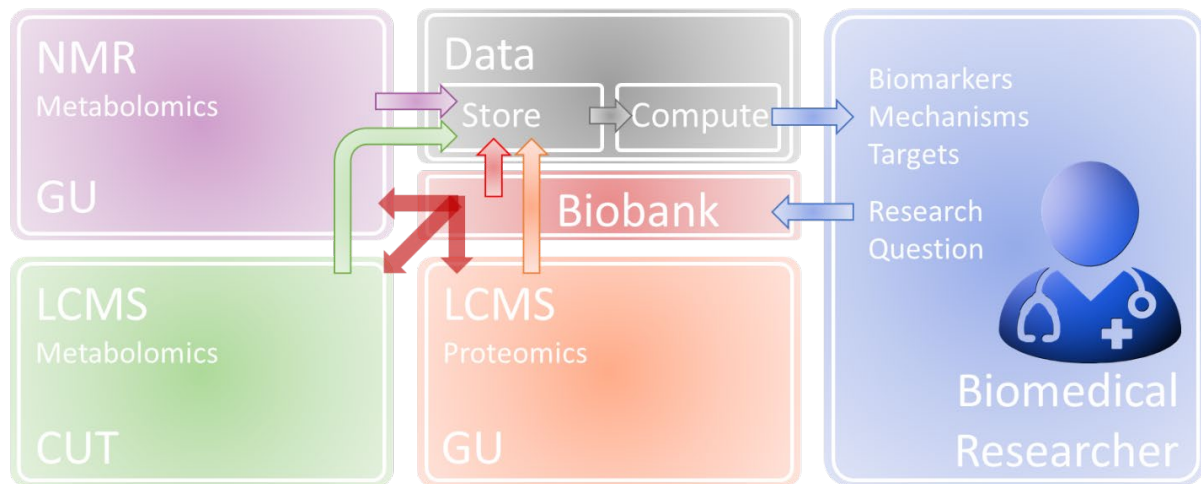 NMR
Metabolomics
GU
Data
Store
Compute
Biobank
LCMS
Metabolomics
CUT
LCMS
Proteomics
GU
Biomarkers
Mechanisms
Targets
Research
Question
Biomedical
Researcher